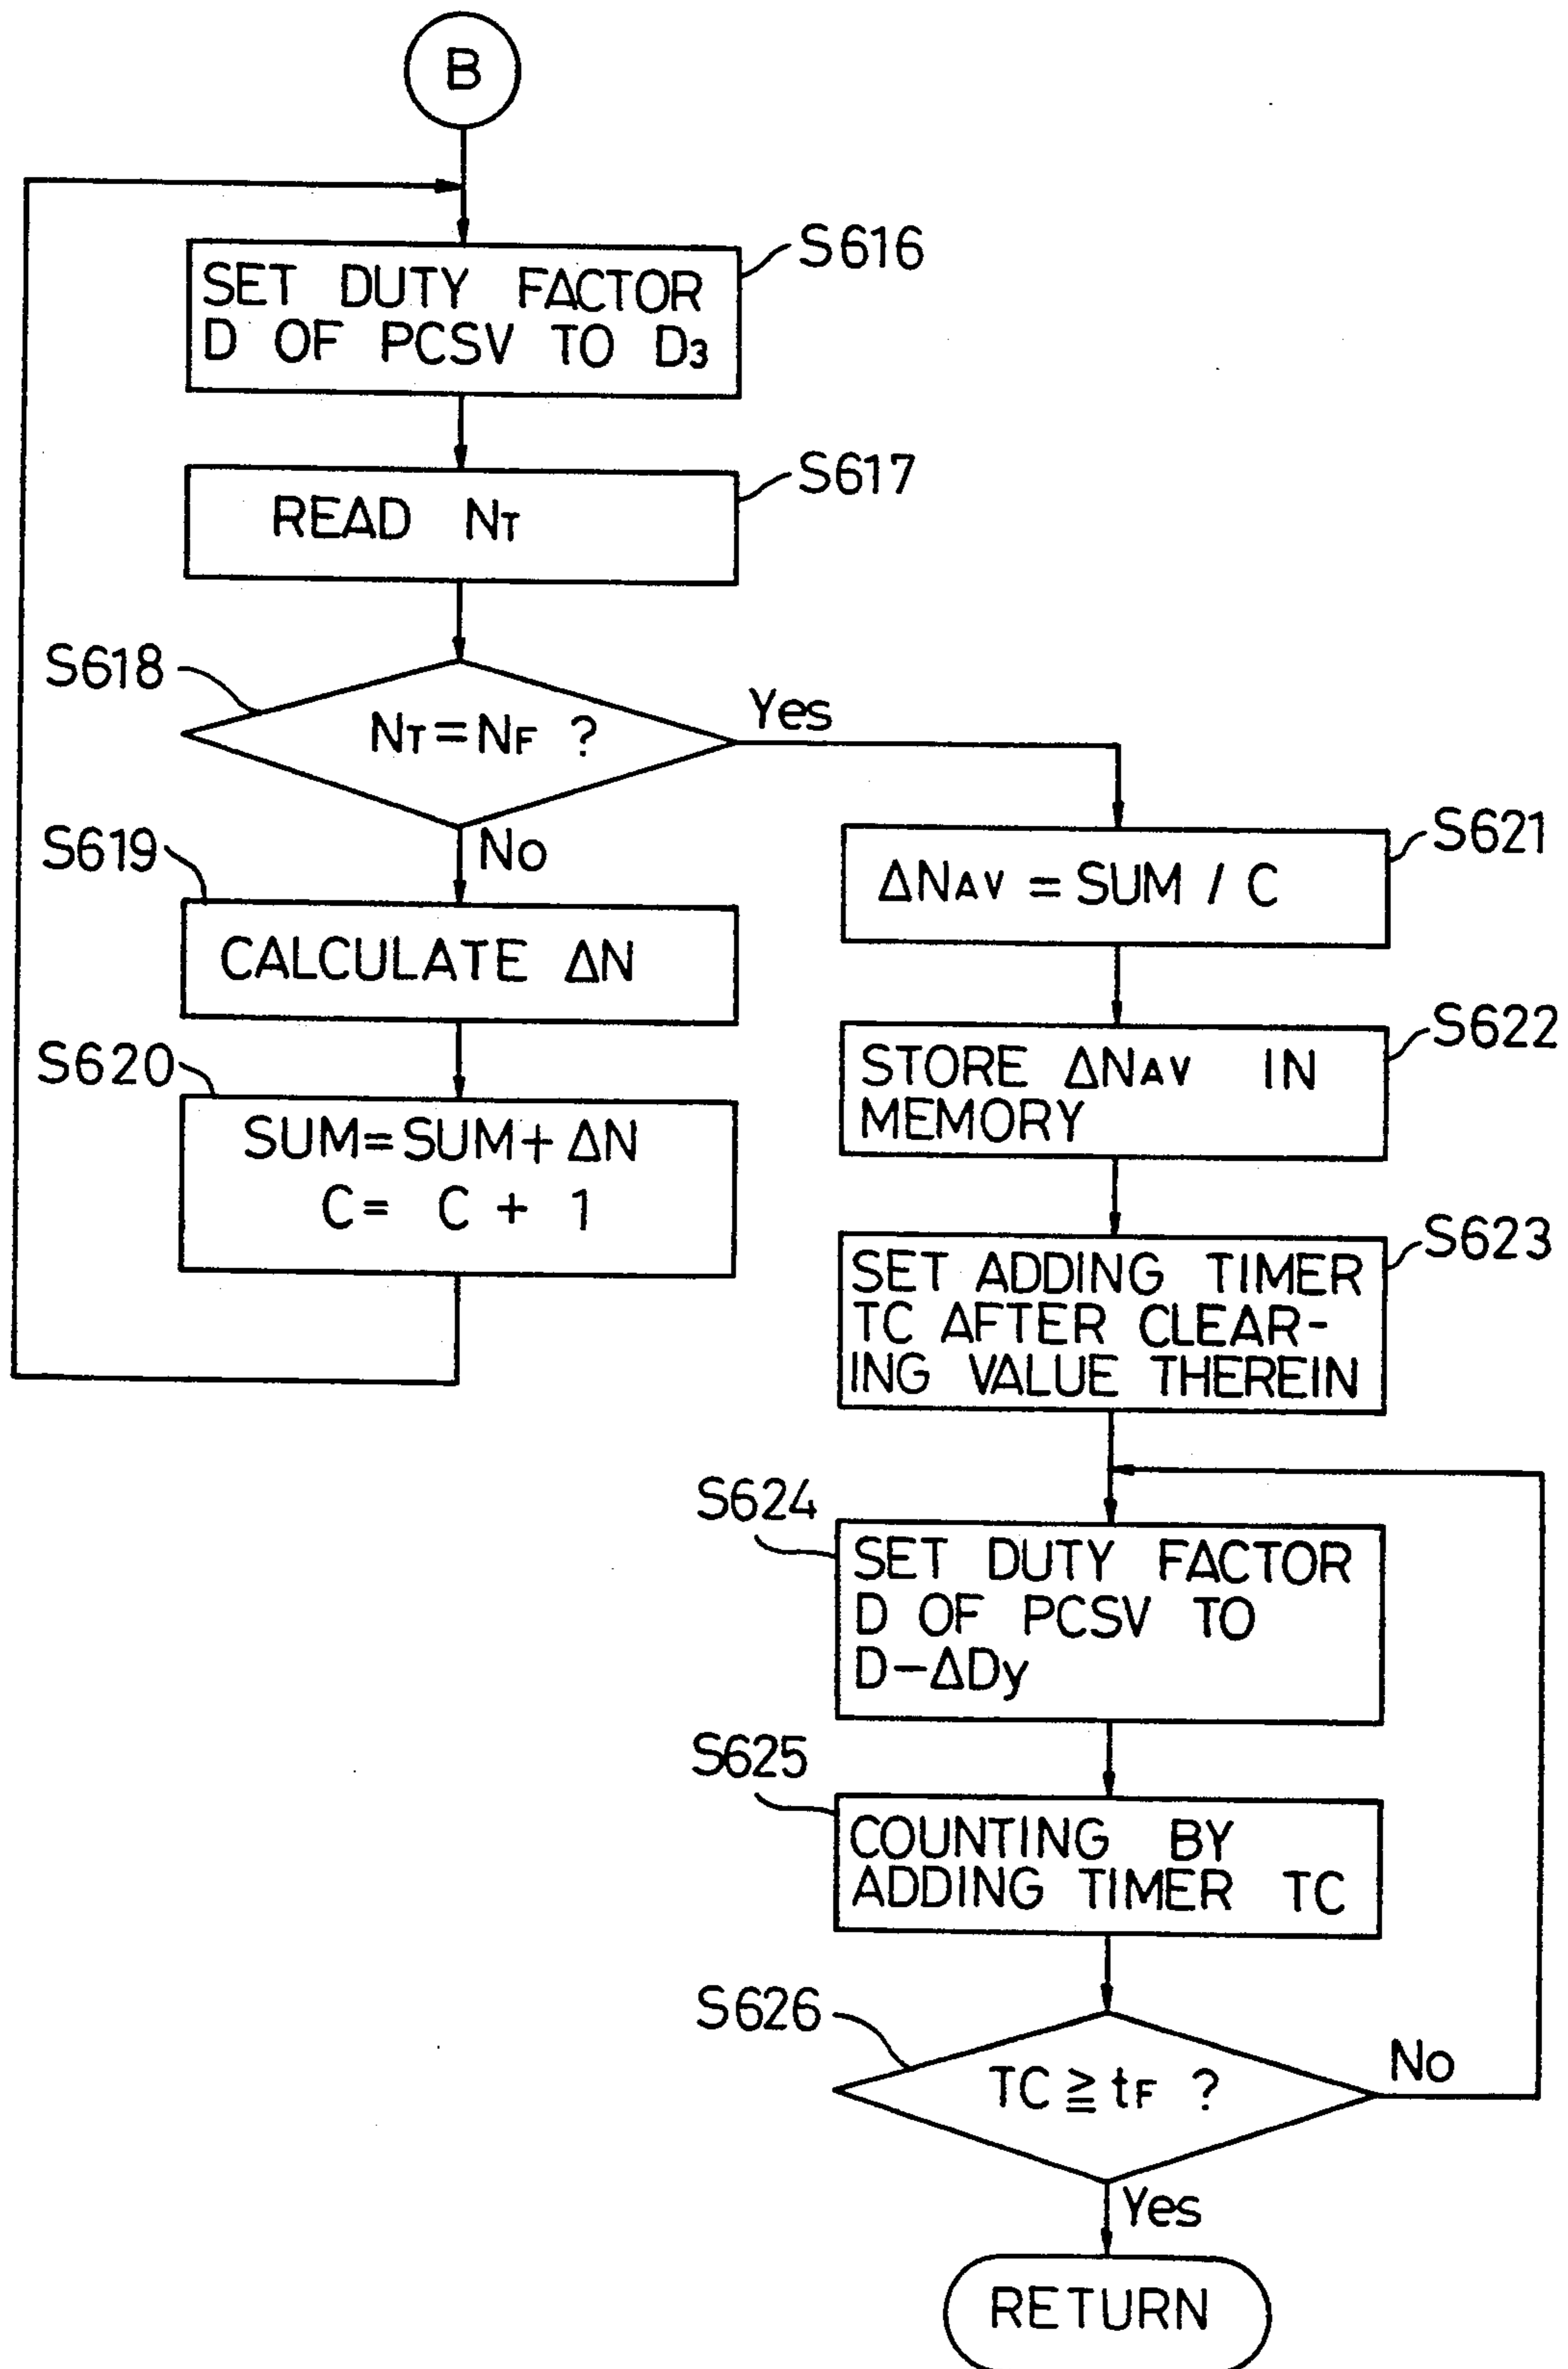 B
S616
SET DUTY FACTOR
D OF PCSV TO D3
S617
READ NT
S618
NT=NF ?
Yes
No
S619
CALCULATE ΔN
S620
SUM=SUM+ ΔN
C= C + 1
S621
ΔNAV = SUM / C
S622
STORE ΔNAV IN
MEMORY
S623
SET ADDING TIMER
TC AFTER CLEAR-
ING VALUE THEREIN
S624
SET DUTY FACTOR
D OF PCSV TO
D-ΔDy
S625
COUNTING BY
ADDING TIMER TC
S626
TC ≧ tF ?
No
Yes
RETURN